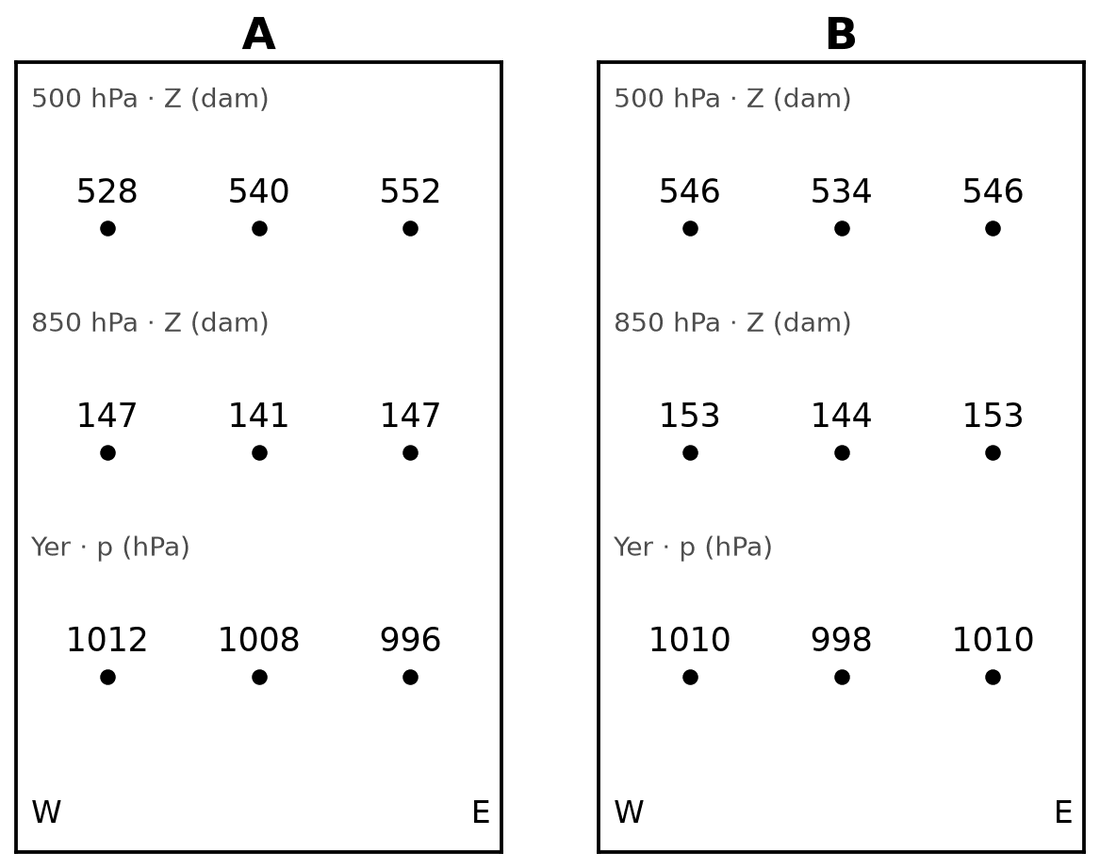 A
500 hPa · Z (dam)
528 540 552
850 hPa · Z (dam)
147 141 147
Yer · p (hPa)
1012 1008 996
W E
B
500 hPa · Z (dam)
546 534 546
850 hPa · Z (dam)
153 144 153
Yer · p (hPa)
1010 998 1010
W E